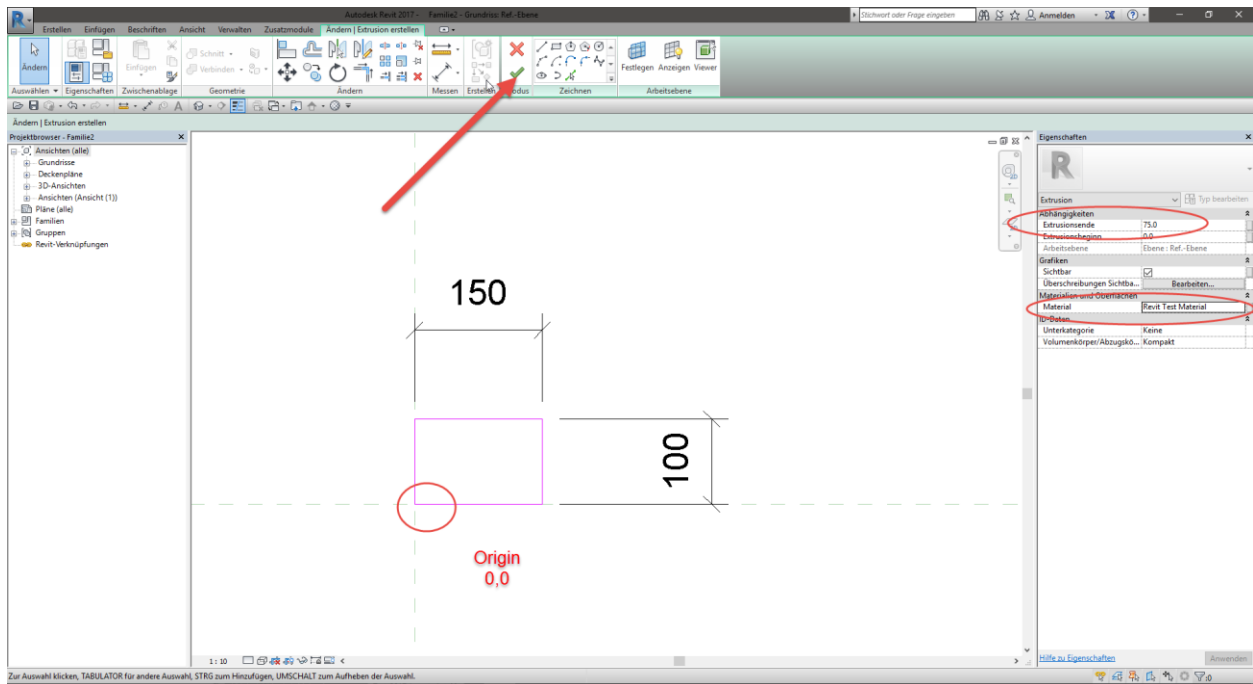 Autodesk Revit 2017 - Familie2 - Grundriss: Ref.-Ebene
Stichwort oder Frage eingeben
Anmelden
Erstellen Einfügen Beschriften Ansicht Verwalten Zusatzmodule Ändern | Extrusion erstellen
Ändern
Einfügen
Schnitt
Verbinden
Festlegen Anzeigen Viewer
Auswählen Eigenschaften Zwischenablage Geometrie Ändern Messen Erstellen Modus Zeichnen Arbeitsebene
Ändern | Extrusion erstellen
Projektbrowser - Familie2
Ansichten (alle)
Grundrisse
Deckenpläne
3D-Ansichten
Ansichten (Ansicht (1))
Pläne (alle)
Familien
Gruppen
Revit-Verknüpfungen
150
100
Origin
0,0
Eigenschaften
R
Extrusion
Typ bearbeiten
Abhängigkeiten
Extrusionsende 75.0
Extrusionsbeginn 0.0
Arbeitsebene Ebene : Ref.-Ebene
Grafiken
Sichtbar
Überschreibungen Sichtba... Bearbeiten...
Materialien und Oberflächen
Material Revit Test Material
ID-Daten
Unterkategorie Keine
Volumenkörper/Abzugskö... Kompakt
Hilfe zu Eigenschaften
Anwenden
1 : 10
Zur Auswahl klicken, TABULATOR für andere Auswahl, STRG zum Hinzufügen, UMSCHALT zum Aufheben der Auswahl.
:0